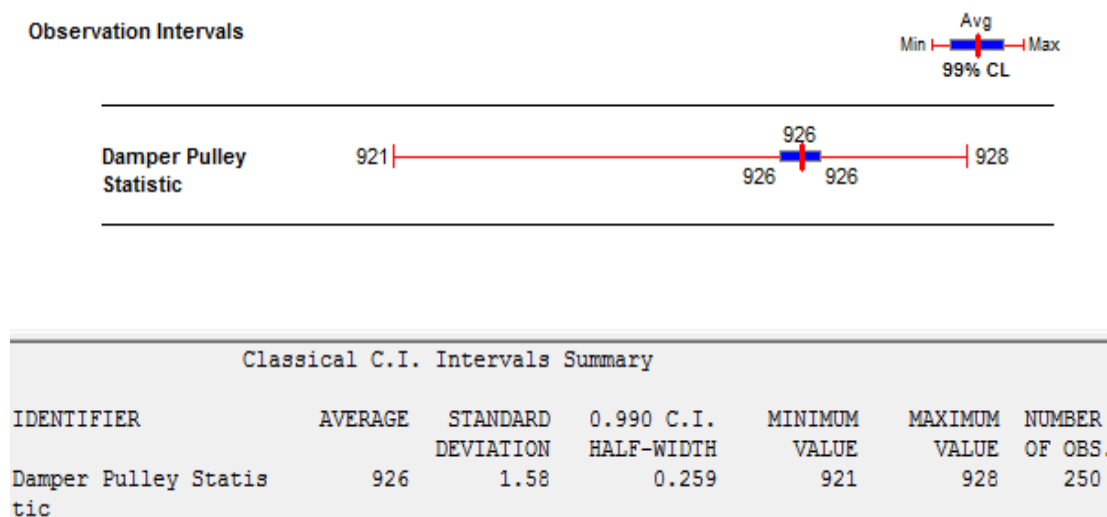 Observation Intervals
Avg
Min Max
99% CL
Damper Pulley
Statistic
926
921 928
926 926
Classical C.I. Intervals Summary
IDENTIFIER AVERAGE STANDARD 0.990 C.I. MINIMUM MAXIMUM NUMBER
DEVIATION HALF-WIDTH VALUE VALUE OF OBS.
Damper Pulley Statis 926 1.58 0.259 921 928 250
tic